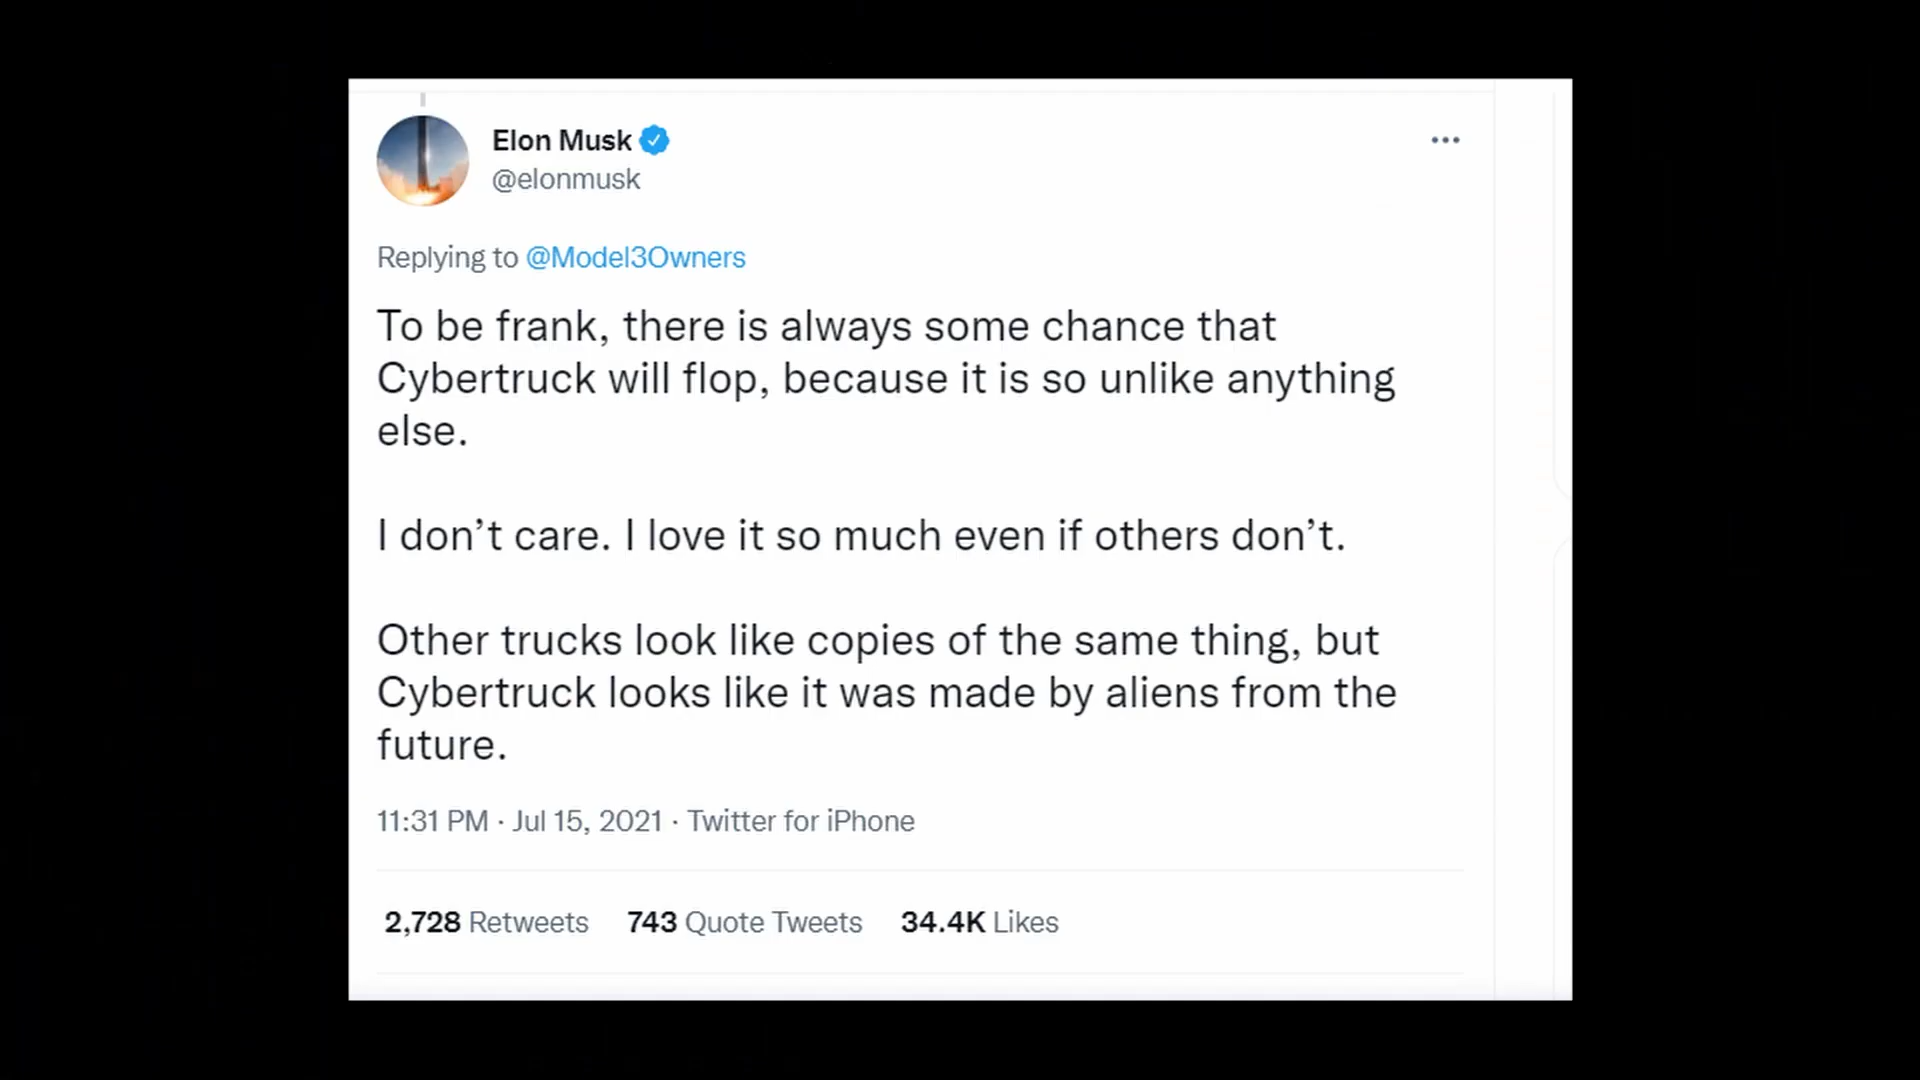 Elon Musk
@elonmusk
Replying to @Model3Owners
To be frank, there is always some chance that
Cybertruck will flop, because it is so unlike anything
else.
I don’t care. I love it so much even if others don’t.
Other trucks look like copies of the same thing, but
Cybertruck looks like it was made by aliens from the
future.
11:31 PM · Jul 15, 2021 · Twitter for iPhone
2,728 Retweets 743 Quote Tweets 34.4K Likes